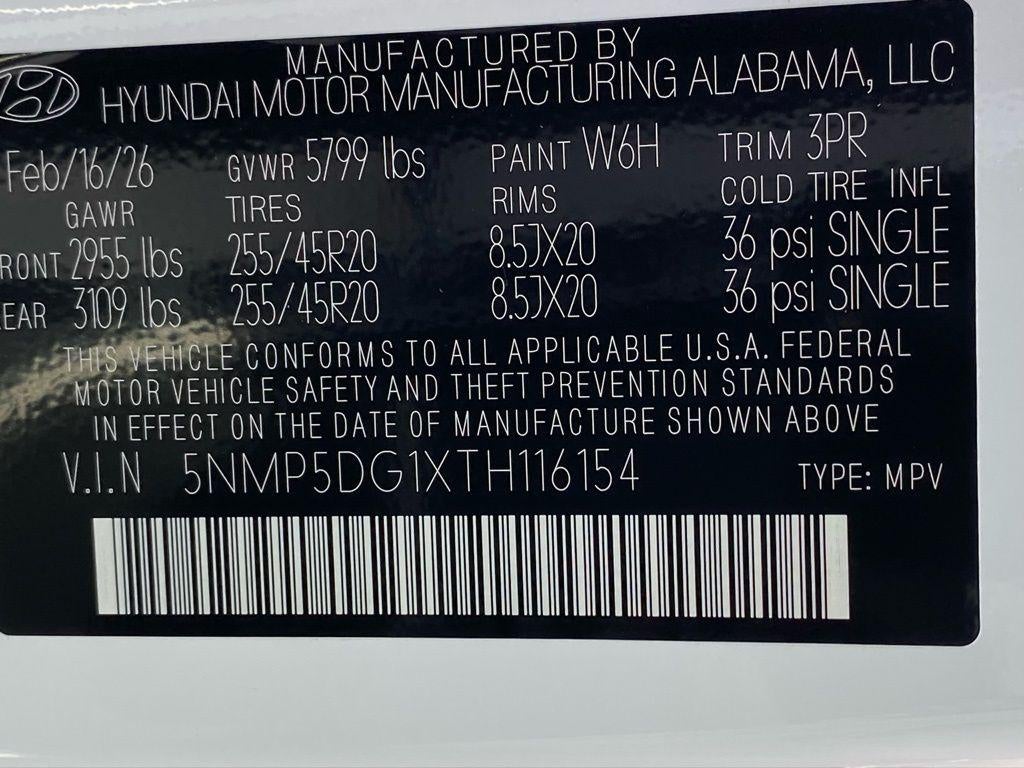 MANUFACTURED BY
HYUNDAI MOTOR MANUFACTURING ALABAMA, LLC
Feb/16/26 GVWR 5799 lbs PAINT W6H TRIM 3PR
GAWR TIRES RIMS COLD TIRE INFL
RONT 2955 lbs 255/45R20 8.5JX20 36 psi SINGLE
EAR 3109 lbs 255/45R20 8.5JX20 36 psi SINGLE
THIS VEHICLE CONFORMS TO ALL APPLICABLE U.S.A. FEDERAL
MOTOR VEHICLE SAFETY AND THEFT PREVENTION STANDARDS
IN EFFECT ON THE DATE OF MANUFACTURE SHOWN ABOVE
V.I.N 5NMP5DG1XTH116154 TYPE: MPV